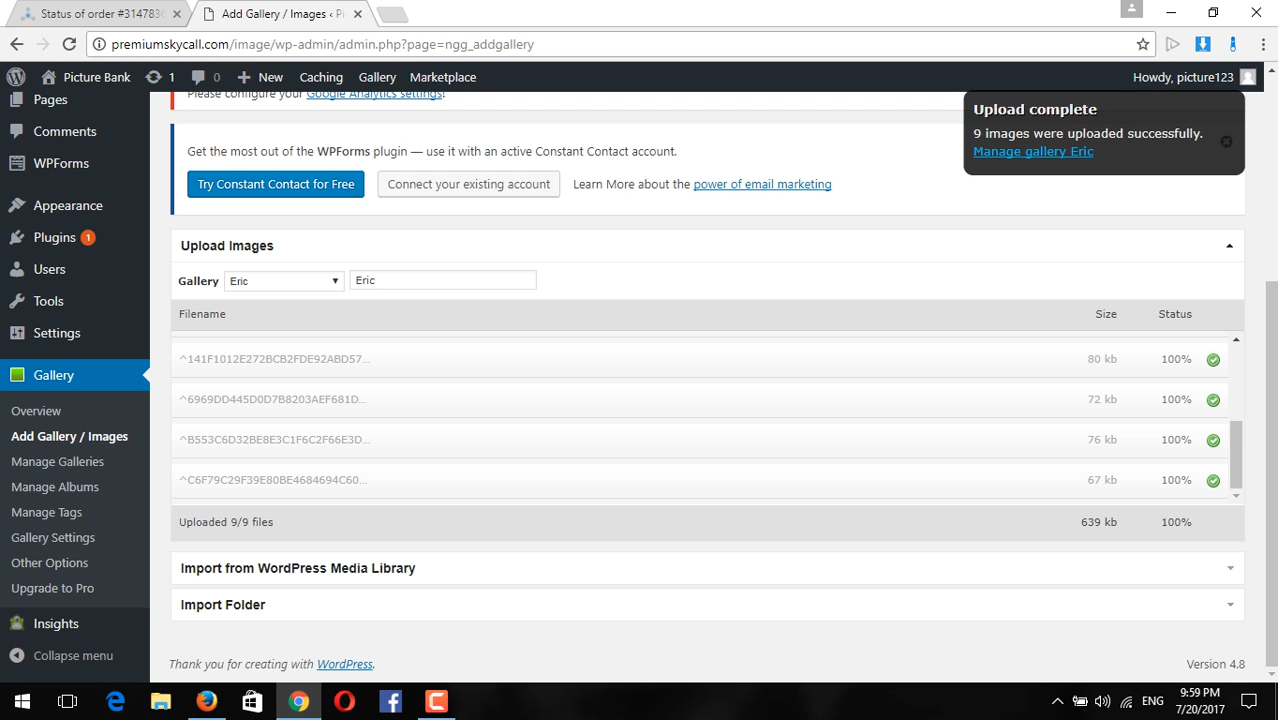 Status of order #314783
Add Gallery / Images ‹ Pi
premiumskycall.com/image/wp-admin/admin.php?page=ngg_addgallery
Picture Bank
1
0
New
Caching
Gallery
Marketplace
Howdy, picture123
Pages
Comments
WPForms
Appearance
Plugins 1
Users
Tools
Settings
Gallery
Overview
Add Gallery / Images
Manage Galleries
Manage Albums
Manage Tags
Gallery Settings
Other Options
Upgrade to Pro
Insights
Collapse menu
Please configure your Google Analytics settings!
Upload complete
9 images were uploaded successfully.
Manage gallery Eric
Get the most out of the WPForms plugin — use it with an active Constant Contact account.
Try Constant Contact for Free
Connect your existing account
Learn More about the power of email marketing
Upload Images
Gallery Eric Eric
Filename Size Status
^141F1012E272BCB2FDE92ABD57... 80 kb 100%
^6969DD445D0D7B8203AEF681D... 72 kb 100%
^B553C6D32BE8E3C1F6C2F66E3D... 76 kb 100%
^C6F79C29F39E80BE4684694C60... 67 kb 100%
Uploaded 9/9 files 639 kb 100%
Import from WordPress Media Library
Import Folder
Thank you for creating with WordPress.
Version 4.8
ENG
9:59 PM
7/20/2017